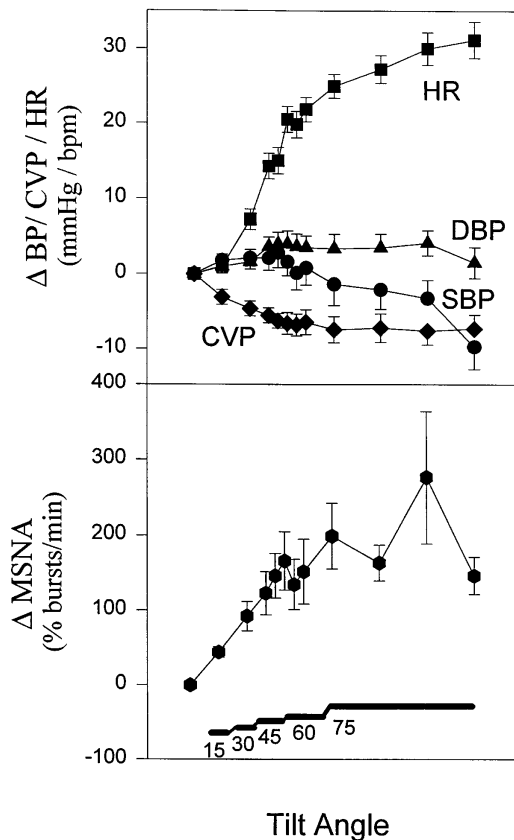 Δ BP/ CVP / HR
(mmHg / bpm)
30
20
10
0
-10
400
HR
DBP
SBP
CVP
Δ MSNA
(% bursts/min)
300
200
100
0
-100
15
30
45
60
75
Tilt Angle